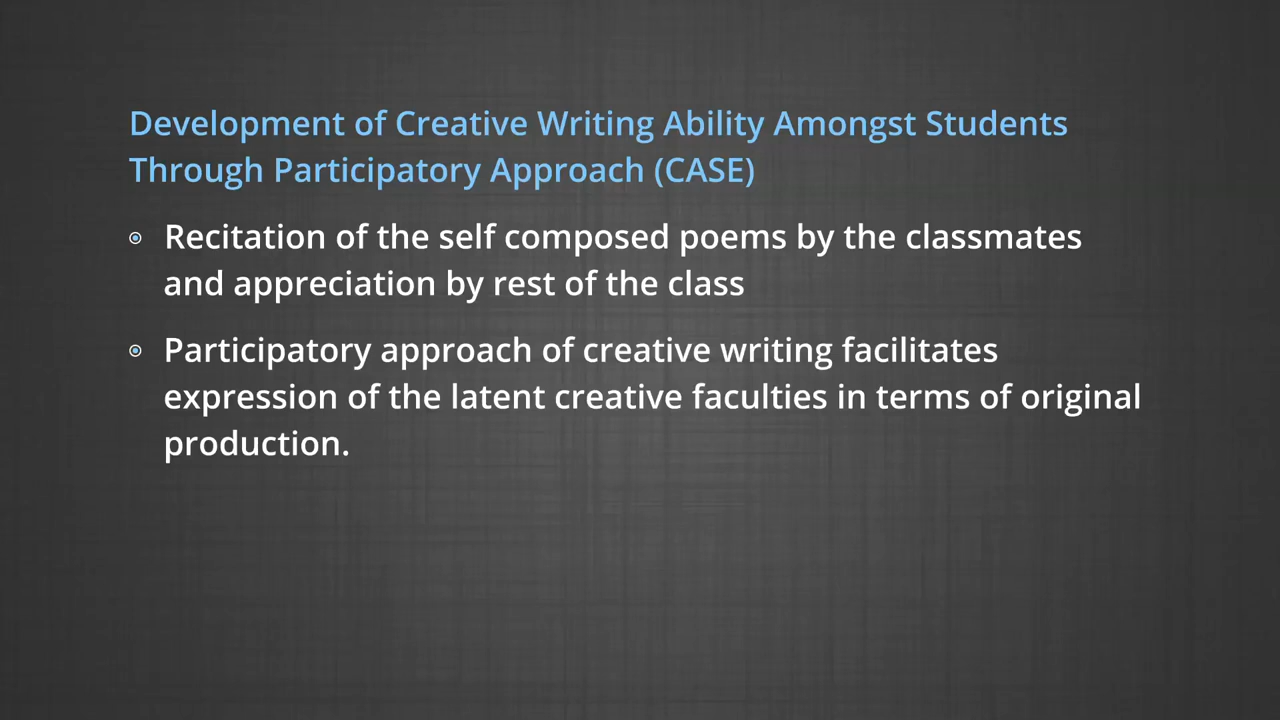 Development of Creative Writing Ability Amongst Students
Through Participatory Approach (CASE)
Recitation of the self composed poems by the classmates
and appreciation by rest of the class
Participatory approach of creative writing facilitates
expression of the latent creative faculties in terms of original
production.